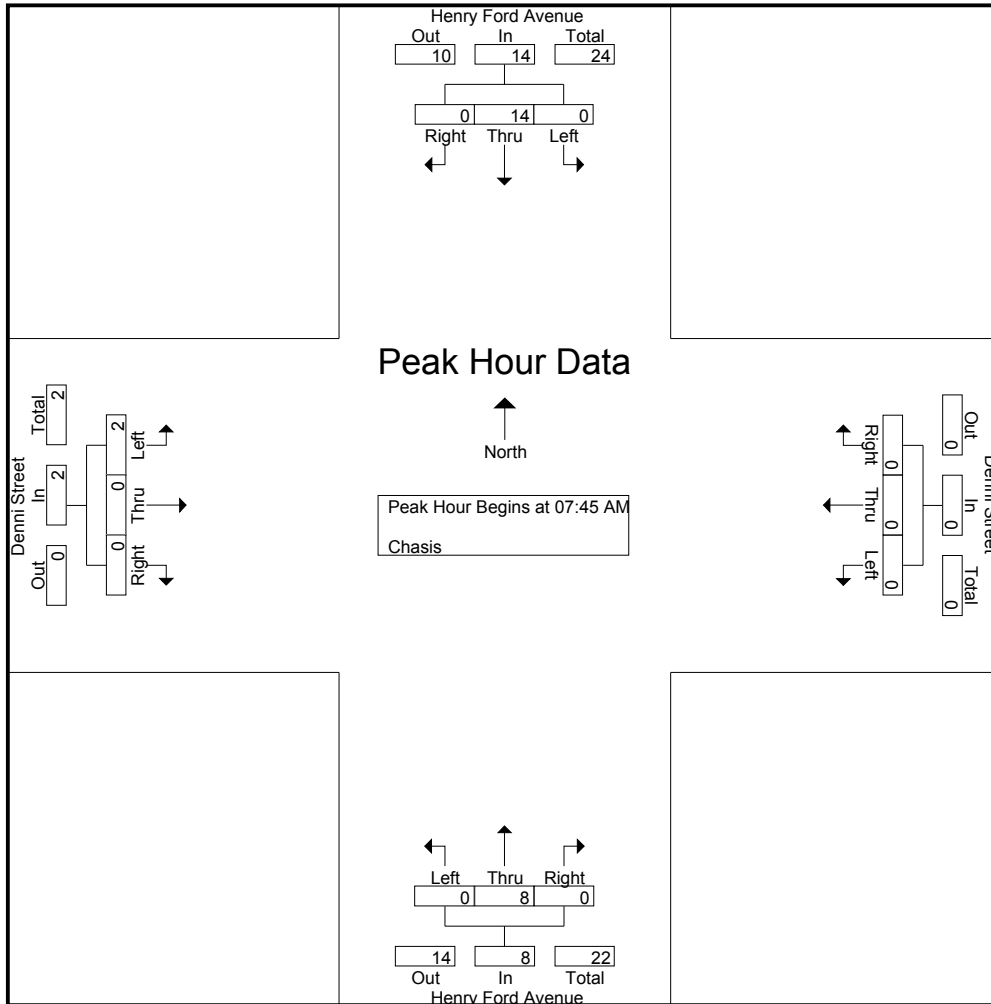 Henry Ford Avenue
Out In Total
10 14 24
0 14 0
Right Thru Left
Peak Hour Data
North
Peak Hour Begins at 07:45 AM
Chasis
Denni Street
Total In Out
2 2 0
2 0 0
Left Thru Right
Right Thru Left
0 0 0
Out In Total
0 0 0
Denni Street
Left Thru Right
0 8 0
14 8 22
Out In Total
Henry Ford Avenue